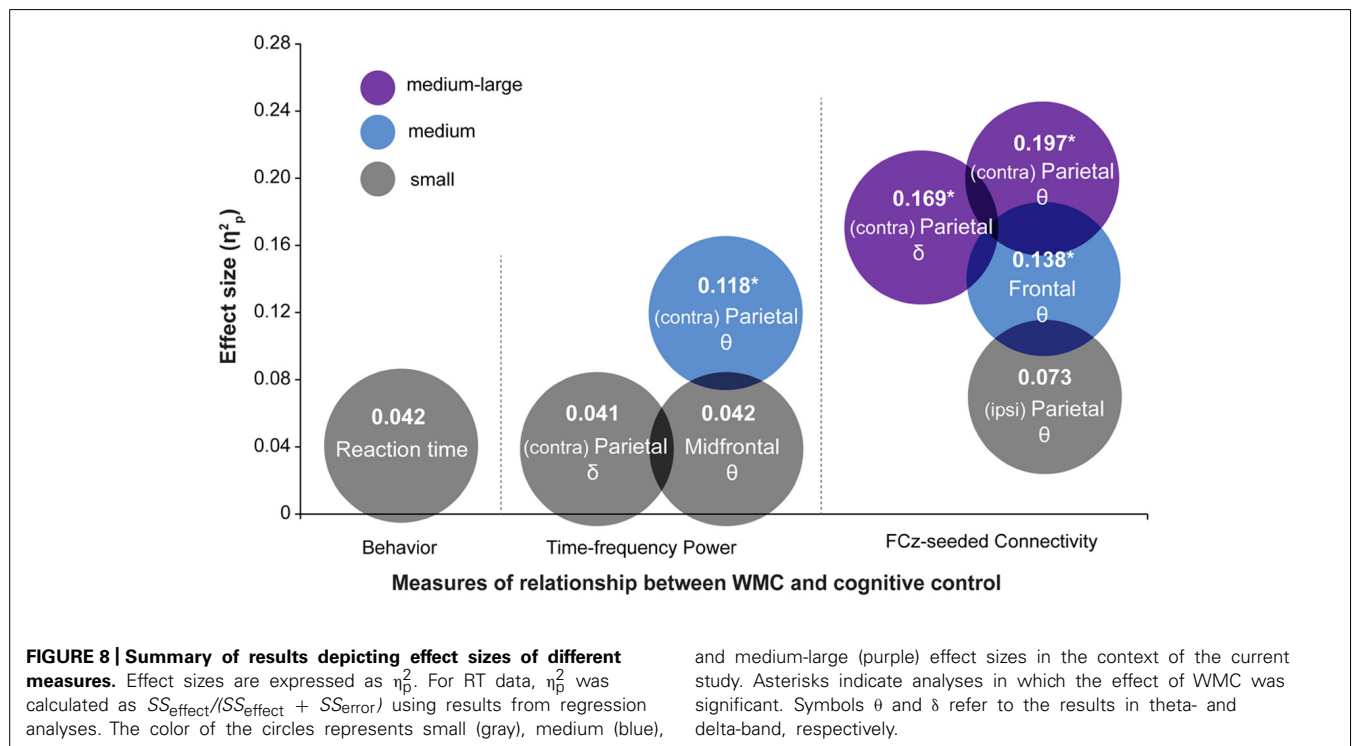 0.28
0.24
0.20
0.16
0.12
0.08
0.04
0
Effect size (η²p)
medium-large
medium
small
0.042
Reaction time
0.041
(contra) Parietal
δ
0.042
Midfrontal
θ
0.118*
(contra) Parietal
θ
0.169*
(contra) Parietal
δ
0.197*
(contra) Parietal
θ
0.138*
Frontal
θ
0.073
(ipsi) Parietal
θ
Behavior
Time-frequency Power
FCz-seeded Connectivity
Measures of relationship between WMC and cognitive control
FIGURE 8 | Summary of results depicting effect sizes of different
measures. Effect sizes are expressed as η²p. For RT data, η²p was
calculated as SSeffect/(SSeffect + SSerror) using results from regression
analyses. The color of the circles represents small (gray), medium (blue),
and medium-large (purple) effect sizes in the context of the current
study. Asterisks indicate analyses in which the effect of WMC was
significant. Symbols θ and δ refer to the results in theta- and
delta-band, respectively.